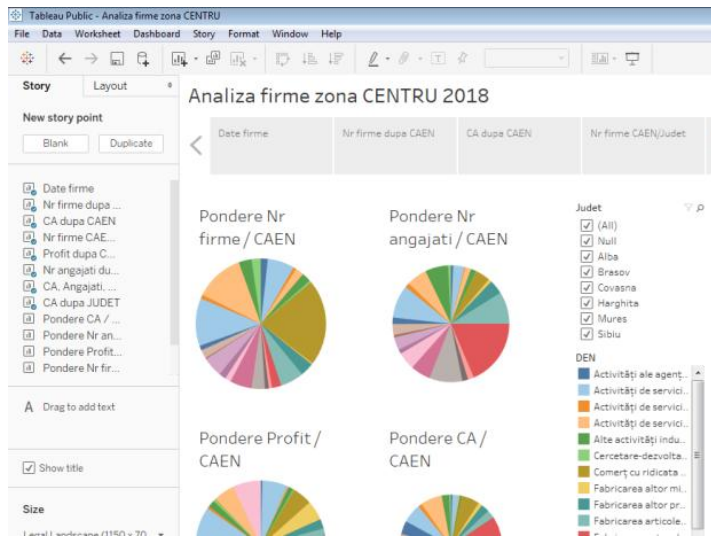 Tableau Public - Analiza firme zona CENTRU
File Data Worksheet Dashboard Story Format Window Help
Story Layout
New story point
Blank Duplicate
Date firme
Nr firme dupa ...
CA dupa CAEN
Nr firme CAE...
Profit dupa C...
Nr angajati du...
CA, Angajati, ...
CA dupa JUDET
Pondere CA / ...
Pondere Nr an...
Pondere Profit...
Pondere Nr fir...
A Drag to add text
Show title
Size
Legal Landscape (1150 x 70
Analiza firme zona CENTRU 2018
Date firme
Nr firme dupa CAEN
CA dupa CAEN
Nr firme CAEN/Judet
Pondere Nr
firme / CAEN
Pondere Nr
angajati / CAEN
Pondere Profit /
CAEN
Pondere CA /
CAEN
Judet
(All)
Null
Alba
Brasov
Covasna
Harghita
Mures
Sibiu
DEN
Activități ale agenț..
Activități de servici..
Activități de servici..
Activități de servici..
Alte activități indu..
Cercetare-dezvolta..
Comerț cu ridicata ..
Fabricarea altor mi..
Fabricarea altor pr..
Fabricarea articole..